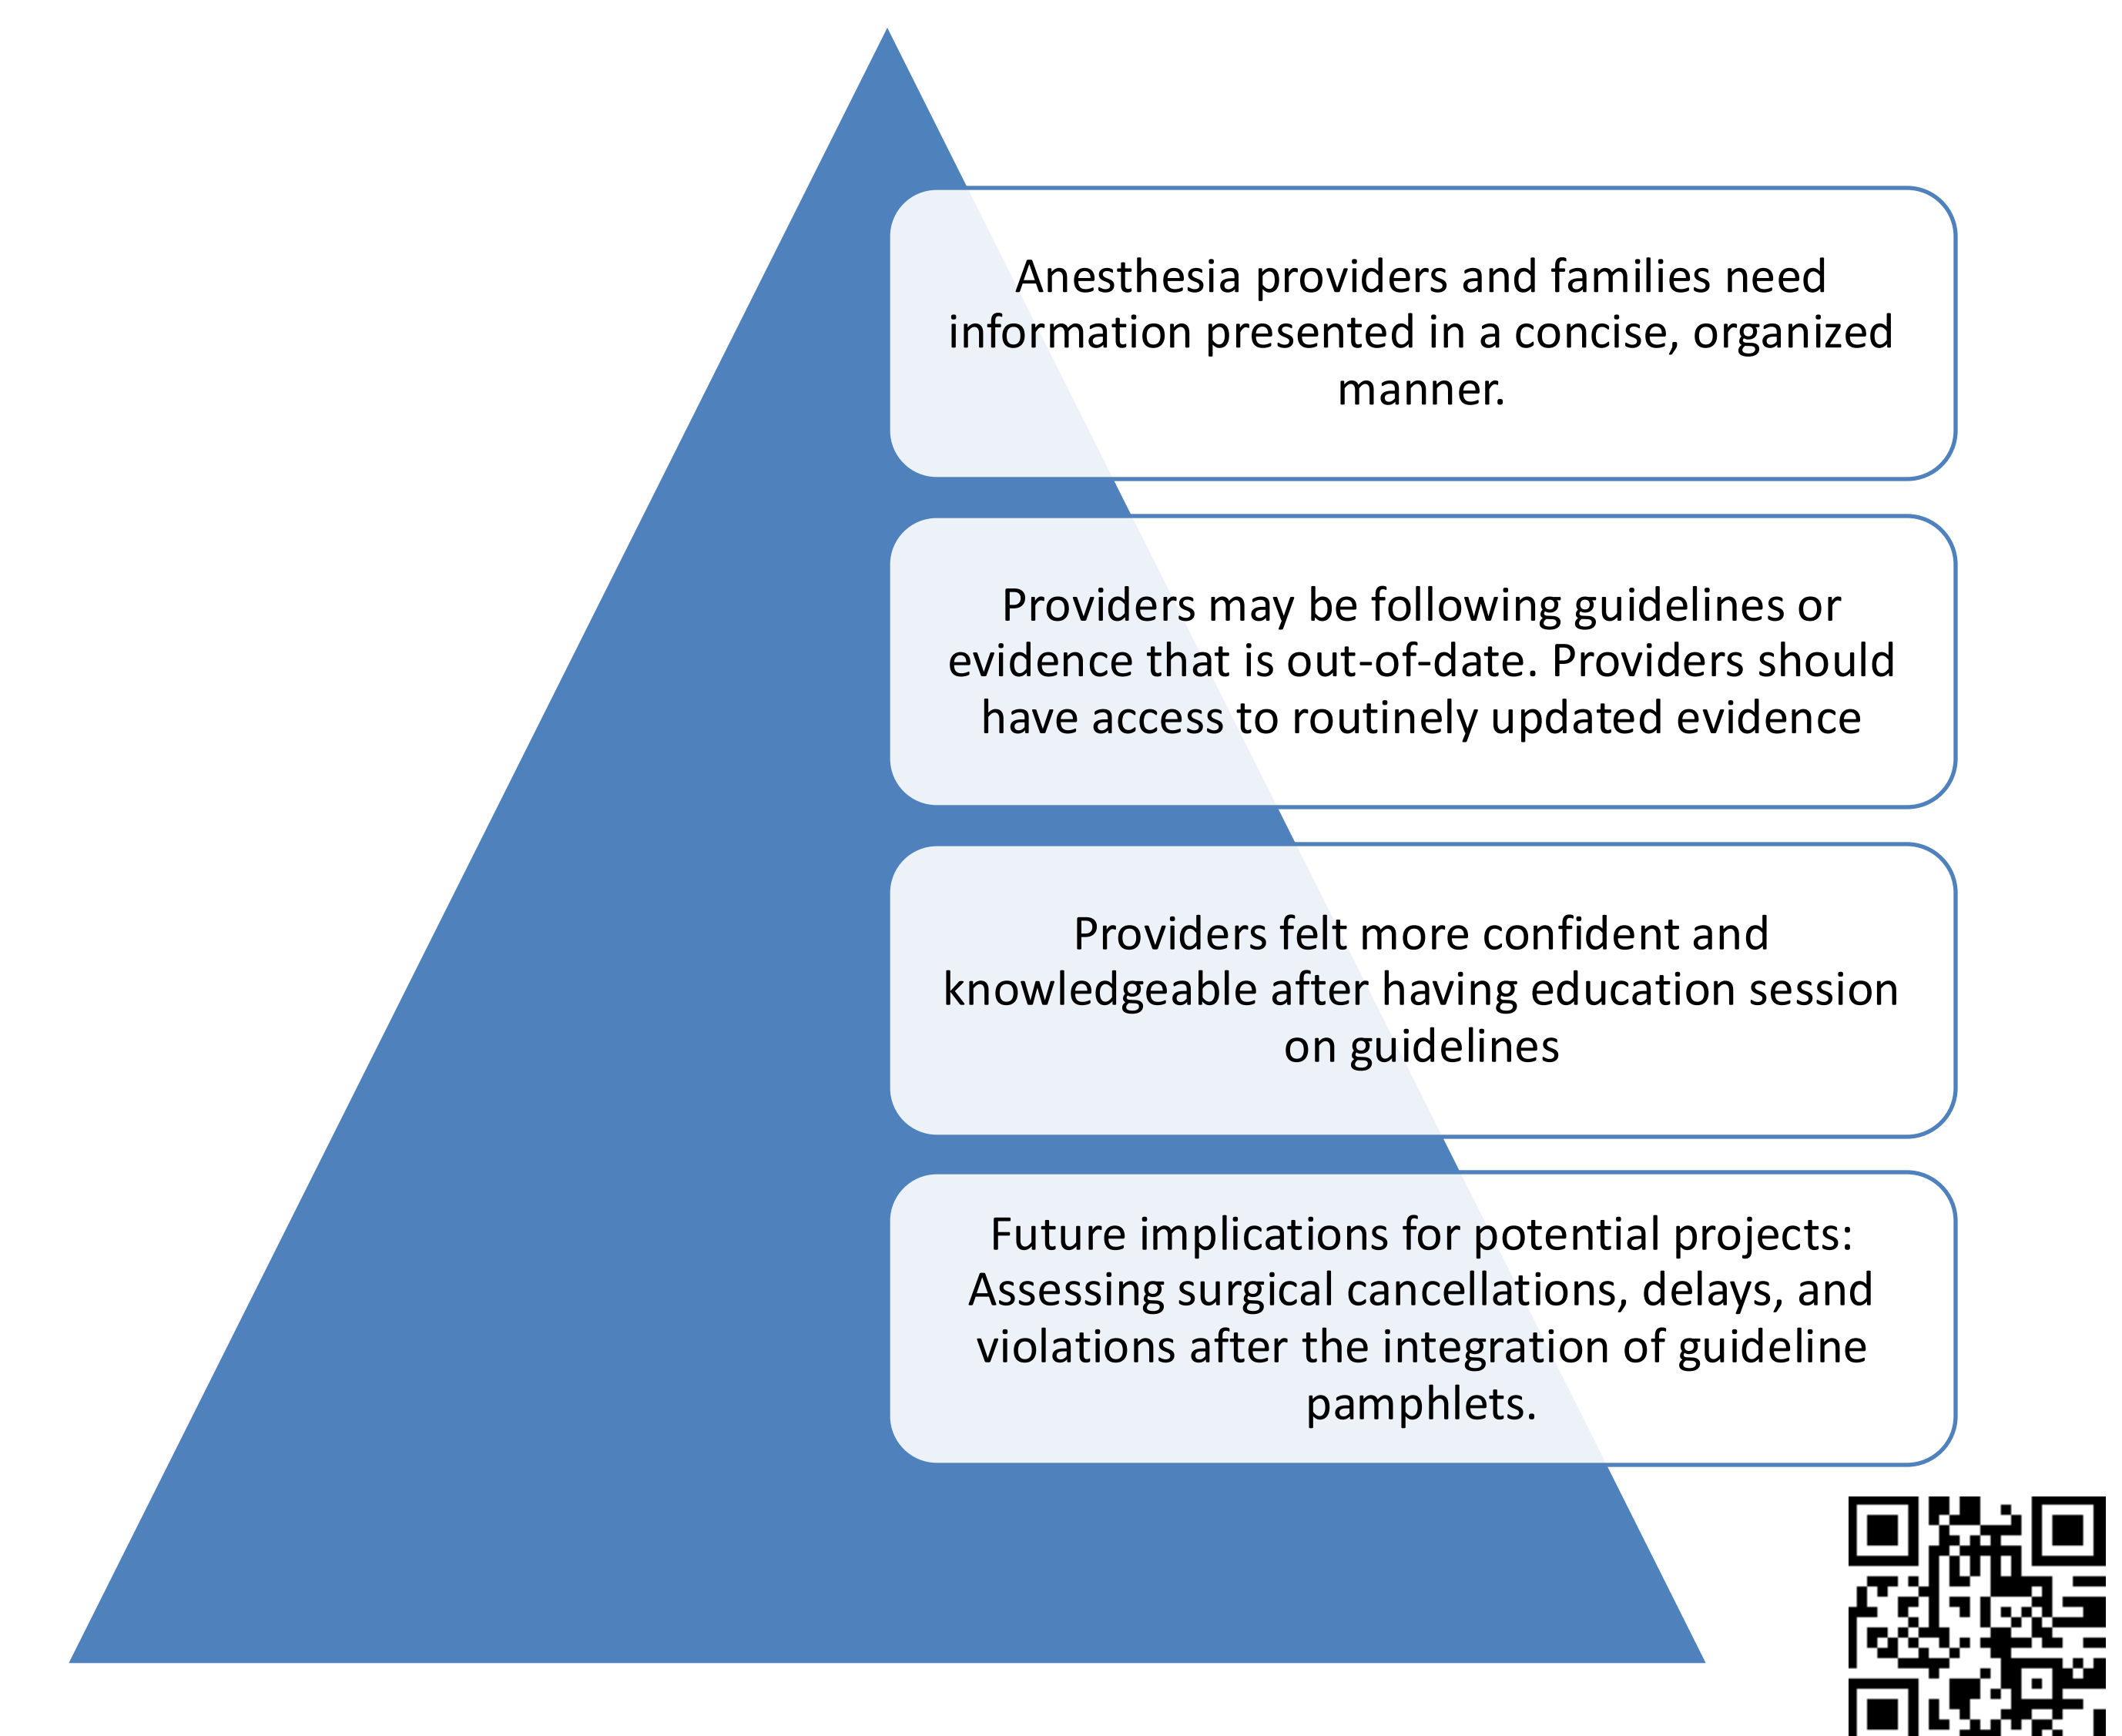 Anesthesia providers and families need
information presented in a concise, organized
manner.
Providers may be following guidelines or
evidence that is out-of-date. Providers should
have access to routinely updated evidence
Providers felt more confident and
knowledgeable after having education session
on guidelines
Future implications for potential projects:
Assessing surgical cancellations, delays, and
violations after the integration of guideline
pamphlets.